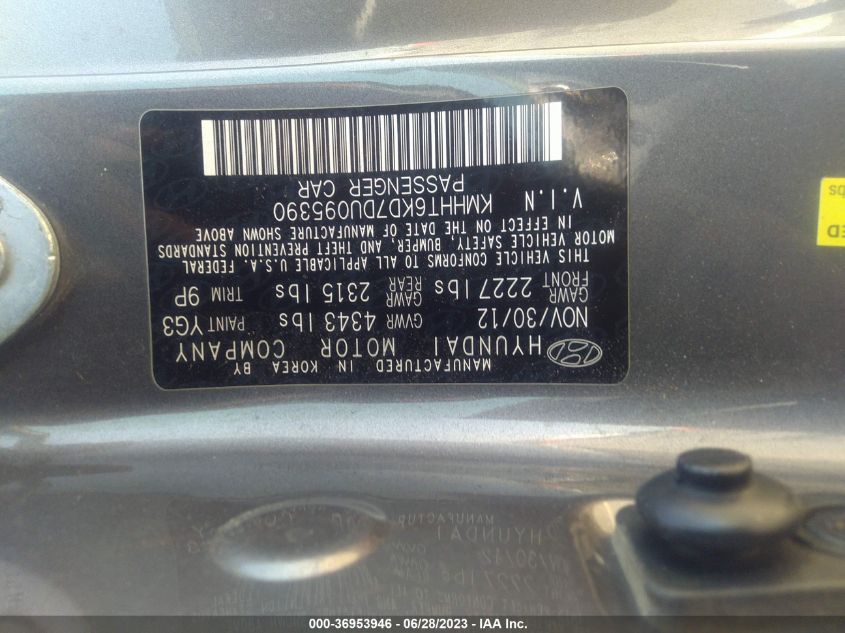 MANUFACTURED IN KOREA BY
HYUNDAI MOTOR COMPANY
NOV/30/12 GVWR 4343 lbs PAINT YG3
GAWR FRONT 2227 lbs GAWR REAR 2315 lbs TRIM 9P
THIS VEHICLE CONFORMS TO ALL APPLICABLE U.S.A. FEDERAL
MOTOR VEHICLE SAFETY, BUMPER, AND THEFT PREVENTION STANDARDS
IN EFFECT ON THE DATE OF MANUFACTURE SHOWN ABOVE
V.I.N KMHHT6KD7DU095390
PASSENGER CAR
ED
000-36953946 - 06/28/2023 - IAA Inc.